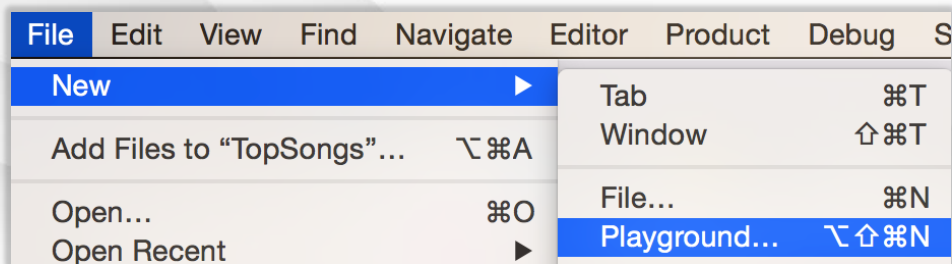 File Edit View Find Navigate Editor Product Debug S
New ▶
Add Files to “TopSongs”... ⌥⌘A
Open... ⌘O
Open Recent ▶
Tab ⌘T
Window ⇧⌘T
File... ⌘N
Playground... ⌥⇧⌘N